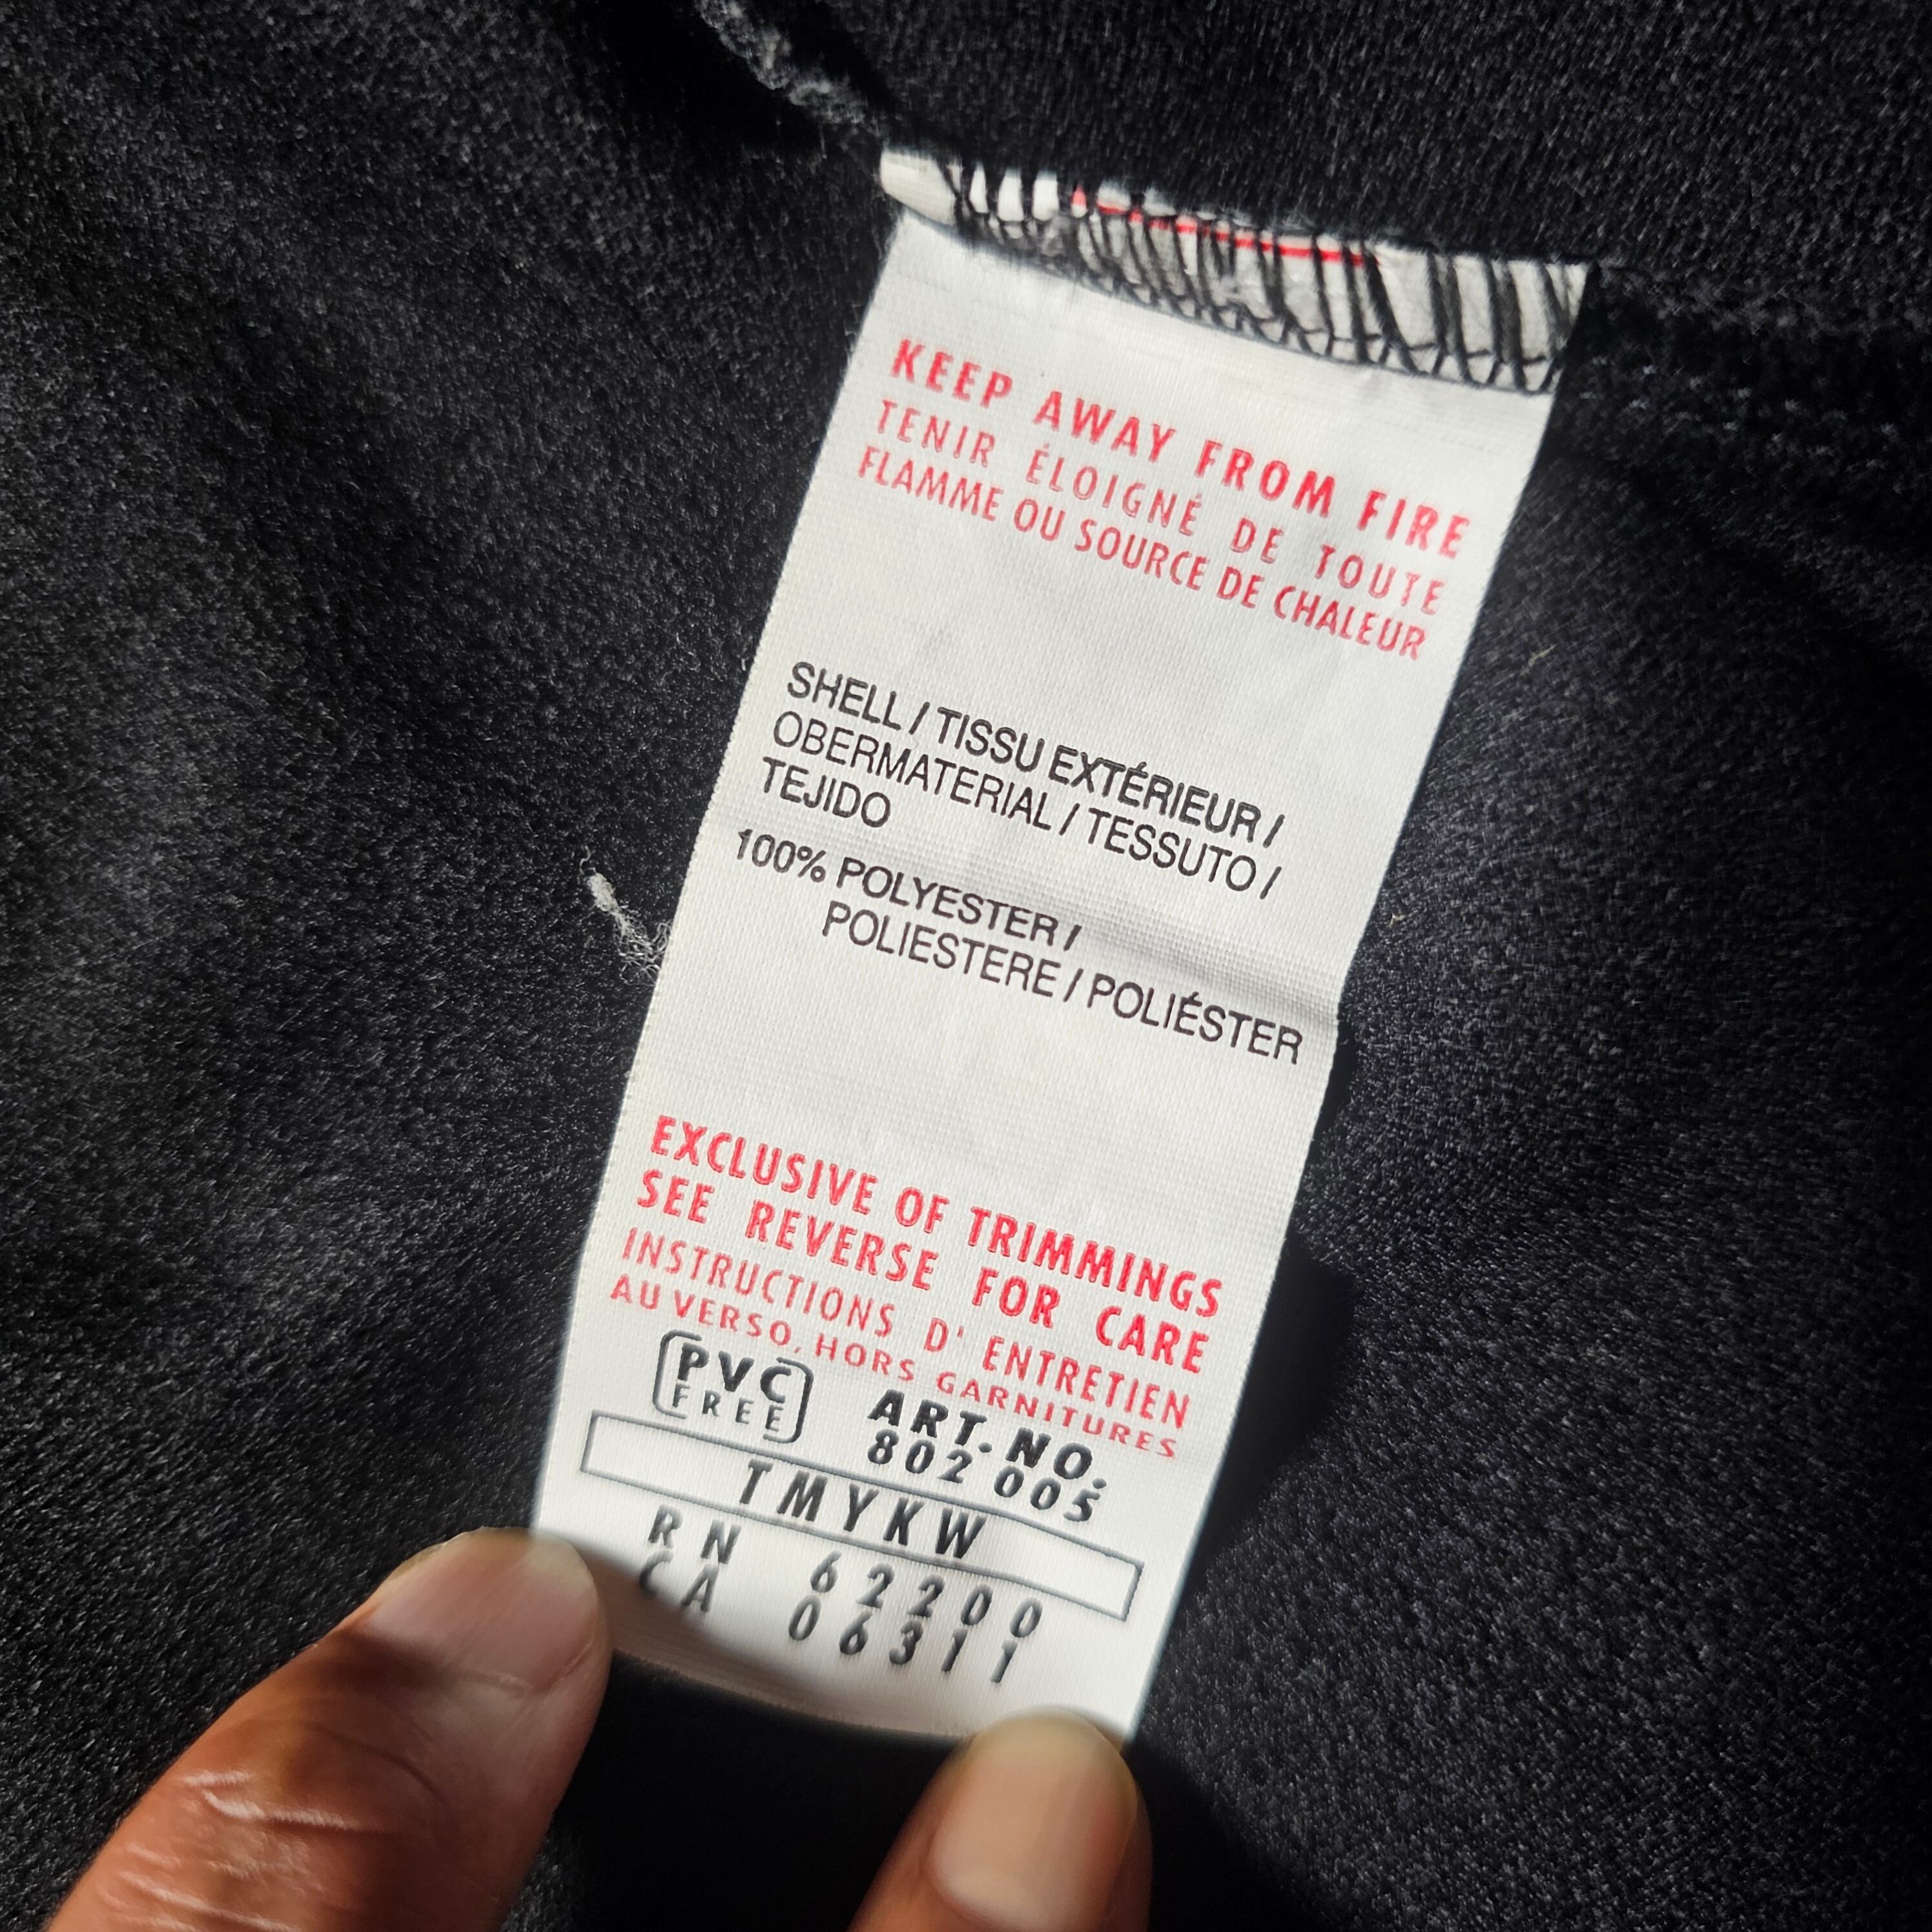 KEEP AWAY FROM FIRE
TENIR ÉLOIGNÉ DE TOUTE
FLAMME OU SOURCE DE CHALEUR
SHELL / TISSU EXTÉRIEUR /
OBERMATERIAL / TESSUTO /
TEJIDO
100% POLYESTER /
POLIESTERE / POLIÉSTER
EXCLUSIVE OF TRIMMINGS
SEE REVERSE FOR CARE
INSTRUCTIONS D' ENTRETIEN
AU VERSO, HORS GARNITURES
PVC
FREE
ART. NO.
802 005
TMYKW
RN 62200
CA 06311